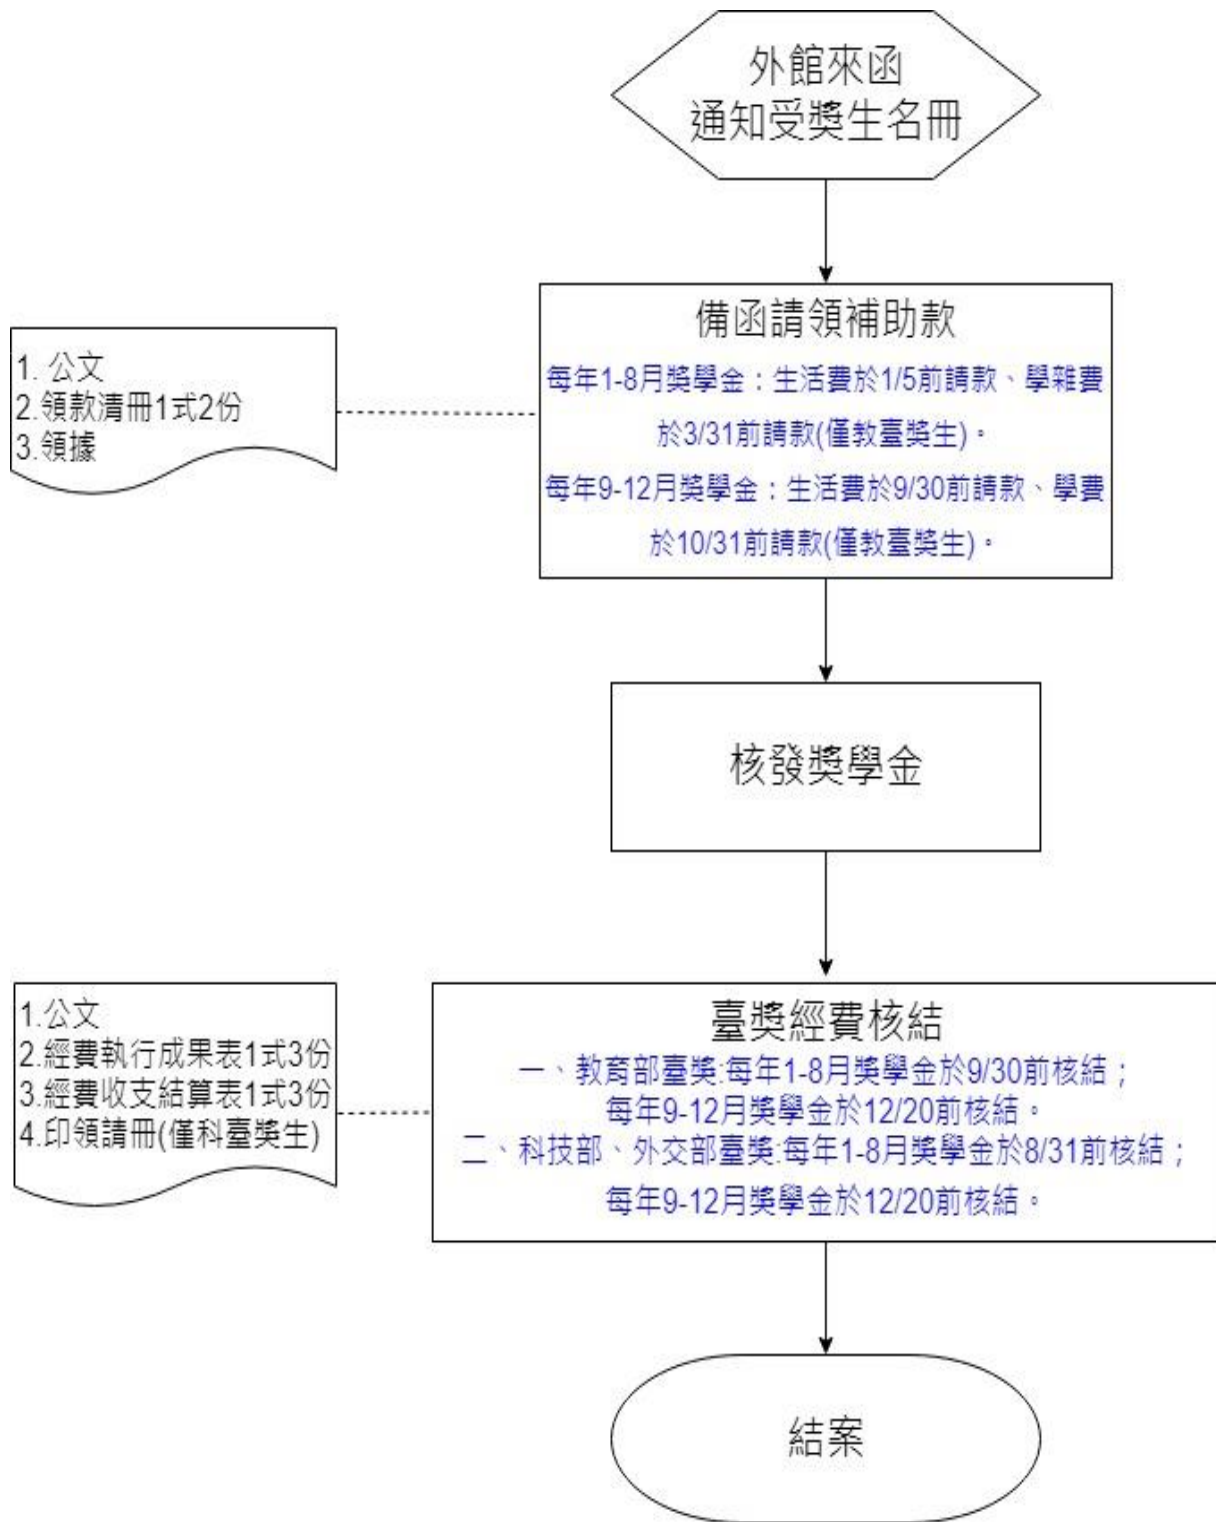 外館來函
通知受獎生名冊
備函請領補助款
每年1-8月獎學金：生活費於1/5前請款、學雜費
於3/31前請款(僅教臺獎生)。
每年9-12月獎學金：生活費於9/30前請款、學費
於10/31前請款(僅教臺獎生)。
1. 公文
2.領款清冊1式2份
3.領據
核發獎學金
臺獎經費核結
一、教育部臺獎:每年1-8月獎學金於9/30前核結；
每年9-12月獎學金於12/20前核結。
二、科技部、外交部臺獎:每年1-8月獎學金於8/31前核結；
每年9-12月獎學金於12/20前核結。
1.公文
2.經費執行成果表1式3份
3.經費收支結算表1式3份
4.印領請冊(僅科臺獎生)
結案